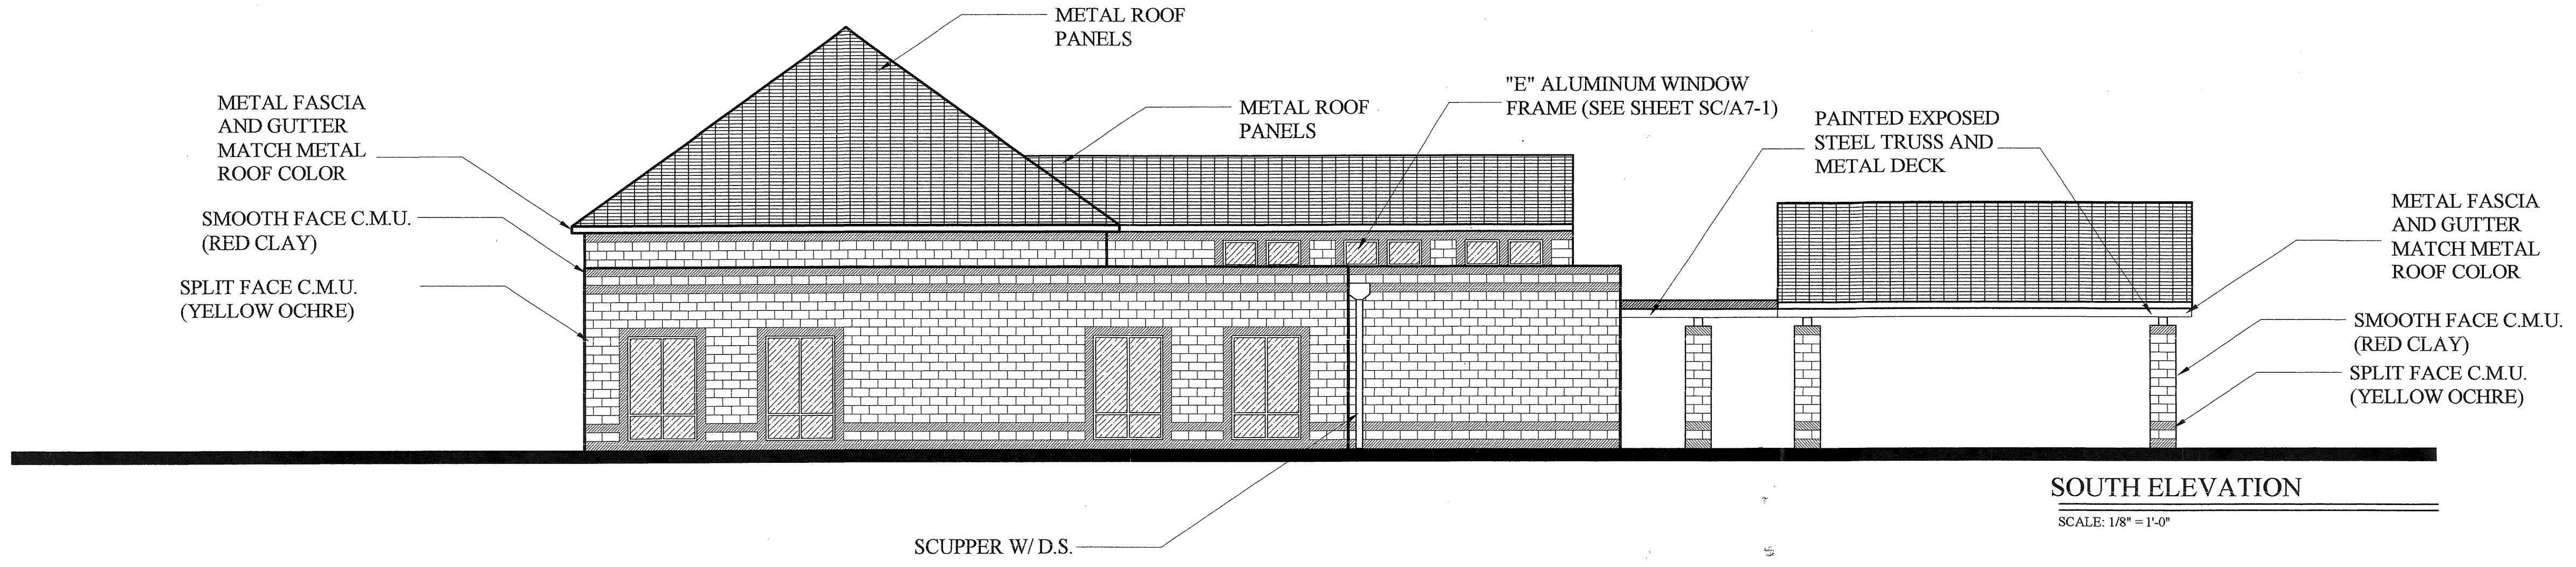 METAL ROOF
PANELS
METAL FASCIA
AND GUTTER
MATCH METAL
ROOF COLOR
SMOOTH FACE C.M.U.
(RED CLAY)
SPLIT FACE C.M.U.
(YELLOW OCHRE)
METAL ROOF
PANELS
"E" ALUMINUM WINDOW
FRAME (SEE SHEET SC/A7-1)
PAINTED EXPOSED
STEEL TRUSS AND
METAL DECK
METAL FASCIA
AND GUTTER
MATCH METAL
ROOF COLOR
SMOOTH FACE C.M.U.
(RED CLAY)
SPLIT FACE C.M.U.
(YELLOW OCHRE)
SCUPPER W/ D.S.
SOUTH ELEVATION
SCALE: 1/8" = 1'-0"